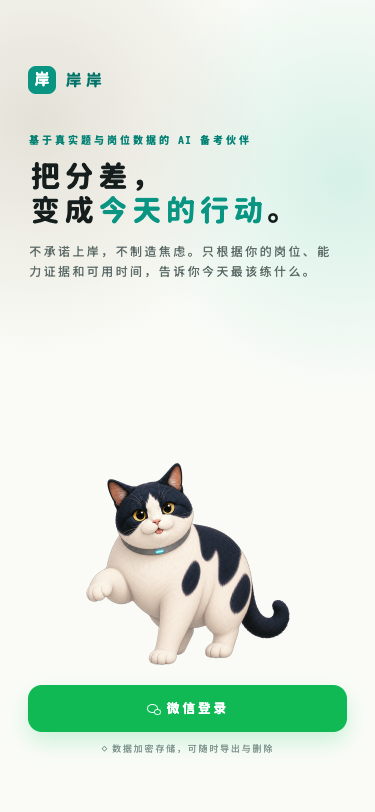 岸 岸岸
基于真实题与岗位数据的 AI 备考伙伴
把分差，
变成今天的行动。
不承诺上岸，不制造焦虑。只根据你的岗位、能
力证据和可用时间，告诉你今天最该练什么。
微信登录
数据加密存储，可随时导出与删除